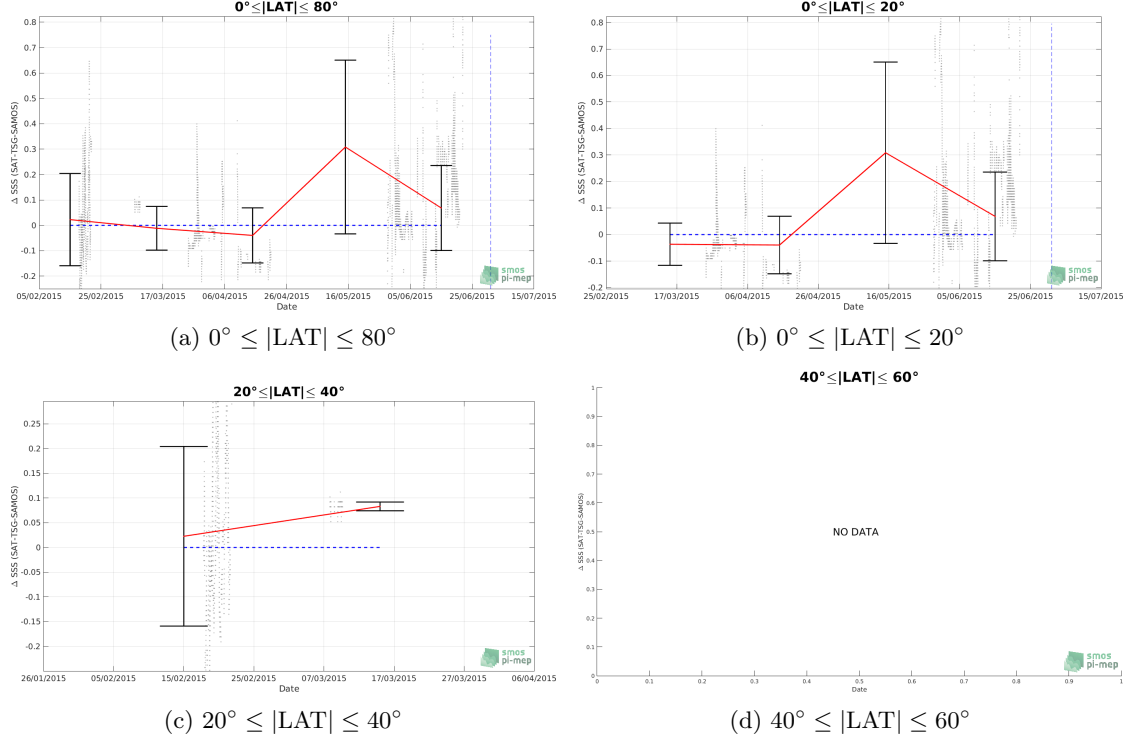 0°≤|LAT|≤ 80°
0.8
0.7
0.6
0.5
0.4
0.3
0.2
0.1
0
-0.1
-0.2
Δ SSS (SAT-TSG-SAMOS)
05/02/2015 25/02/2015 17/03/2015 06/04/2015 26/04/2015 16/05/2015 05/06/2015 25/06/2015 15/07/2015
Date
smos
pi-mep
(a) 0° ≤ |LAT| ≤ 80°
0°≤|LAT|≤ 20°
0.8
0.7
0.6
0.5
0.4
0.3
0.2
0.1
0
-0.1
-0.2
Δ SSS (SAT-TSG-SAMOS)
25/02/2015 17/03/2015 06/04/2015 26/04/2015 16/05/2015 05/06/2015 25/06/2015 15/07/2015
Date
smos
pi-mep
(b) 0° ≤ |LAT| ≤ 20°
20°≤|LAT|≤ 40°
0.25
0.2
0.15
0.1
0.05
0
-0.05
-0.1
-0.15
-0.2
Δ SSS (SAT-TSG-SAMOS)
26/01/2015 05/02/2015 15/02/2015 25/02/2015 07/03/2015 17/03/2015 27/03/2015 06/04/2015
Date
smos
pi-mep
(c) 20° ≤ |LAT| ≤ 40°
40°≤|LAT|≤ 60°
1
0.9
0.8
0.7
0.6
0.5
0.4
0.3
0.2
0.1
0
Δ SSS (SAT-TSG-SAMOS)
NO DATA
0 0.1 0.2 0.3 0.4 0.5 0.6 0.7 0.8 0.9 1
Date
smos
pi-mep
(d) 40° ≤ |LAT| ≤ 60°